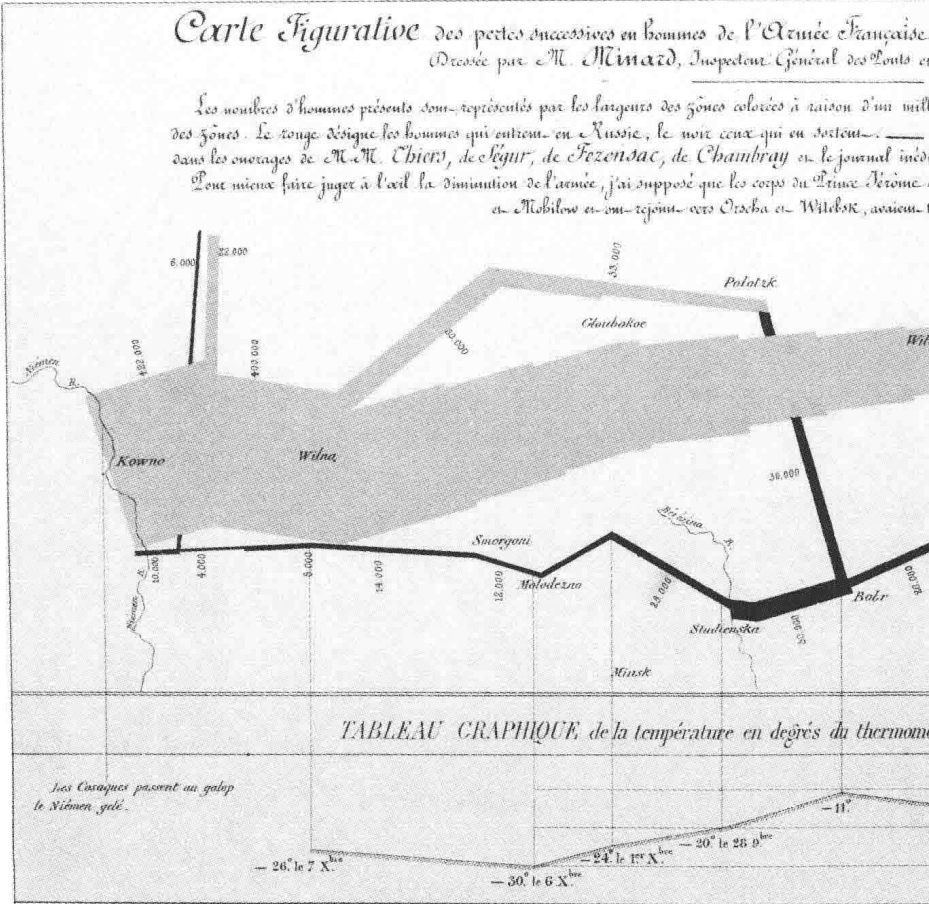 Carte Figurative des pertes successives en hommes de l'Armée Française
Dressée par M. Minard, Inspecteur Général des Ponts et
Les nombres d'hommes présents sont représentés par les largeurs des zônes colorées à raison d'un mill
des zônes. Le rouge désigne les hommes qui entrent en Russie, le noir ceux qui en sortent.
dans les ouvrages de M.M. Chiers, de Ségur, de Fezensac, de Chambray et le journal inéd
Pour mieux faire juger à l'œil la diminution de l'armée, j'ai supposé que les corps du Prince Jérôme
et Mohilow et ont rejoint vers Orscha et Witebsk, avaient
6.000
22.000
33.000
Polotzk
Gloubokoe
60.000
Wit
Niémen
R.
422.000
400.000
Kowno
Wilna
30.000
Bérézina
R.
Smorgoni
10.000
4.000
8.000
14.000
12.000
Molodezno
20.000
R.
Niémen
Bobr
Studienska
50.000
Minsk
TABLEAU GRAPHIQUE de la température en degrés du thermom
Les Cosaques passent au galop
le Niémen gelé.
– 11.°
– 20.° le 28 9.bre
– 24.° le 1.er X.bre
– 26.° le 7 X.bre
– 30.° le 6 X.bre